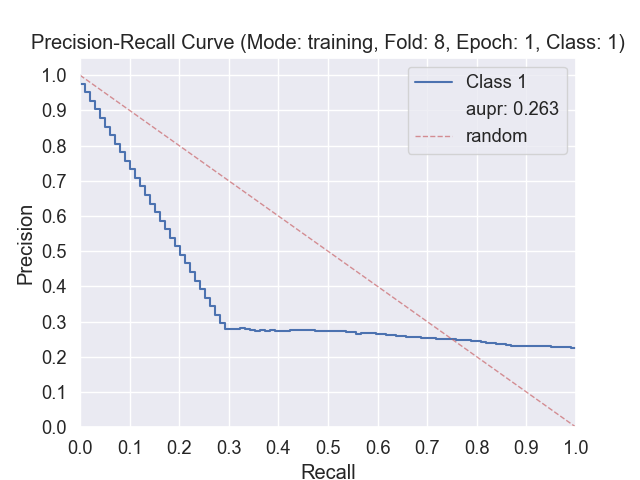 Precision-Recall Curve (Mode: training, Fold: 8, Epoch: 1, Class: 1)
1.0
0.9
0.8
0.7
0.6
0.5
0.4
0.3
0.2
0.1
0.0
Precision
Class 1
aupr: 0.263
random
0.0 0.1 0.2 0.3 0.4 0.5 0.6 0.7 0.8 0.9 1.0
Recall